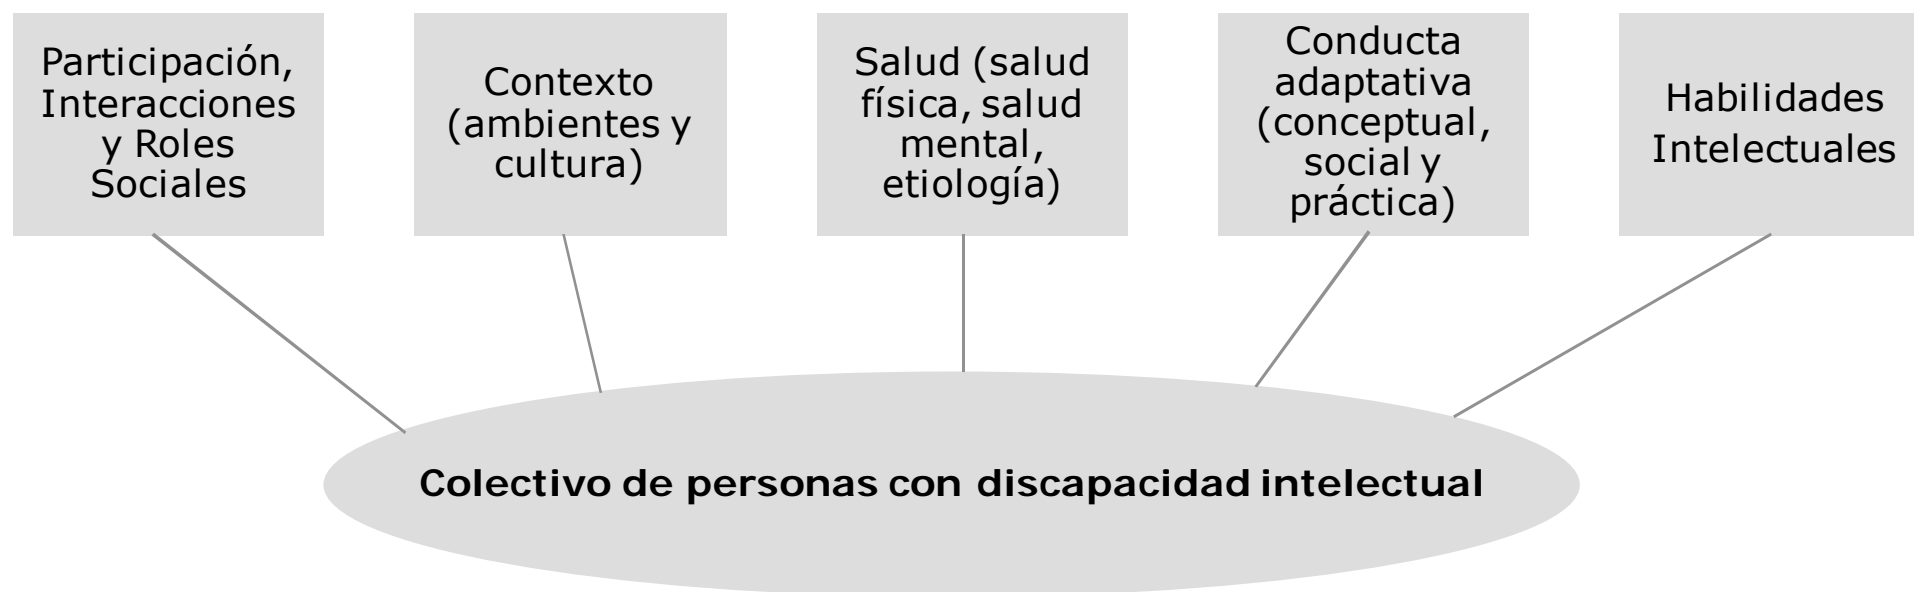 Participación,
Interacciones
y Roles
Sociales
Contexto
(ambientes y
cultura)
Salud (salud
física, salud
mental,
etiología)
Conducta
adaptativa
(conceptual,
social y
práctica)
Habilidades
Intelectuales
Colectivo de personas con discapacidad intelectual